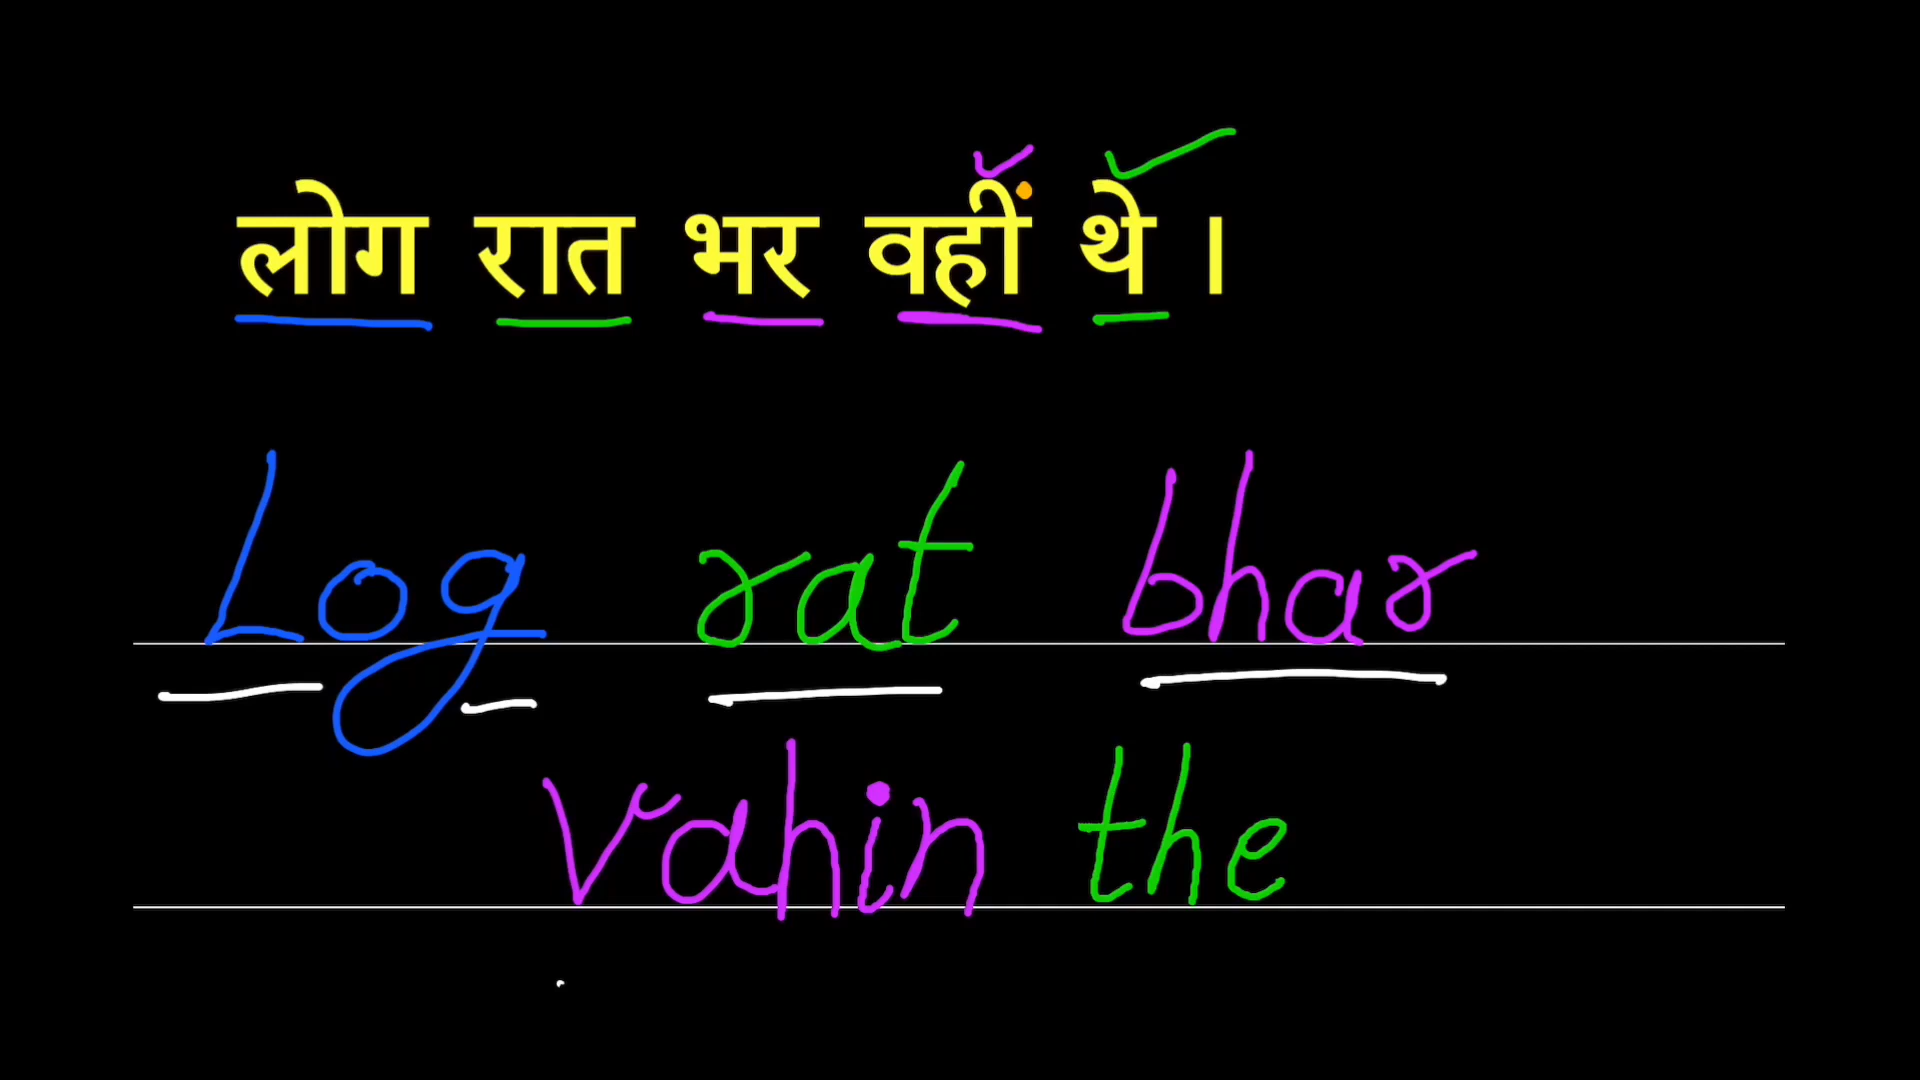 लोग रात भर वहीं थे ।
Log rat bhar
vahin the